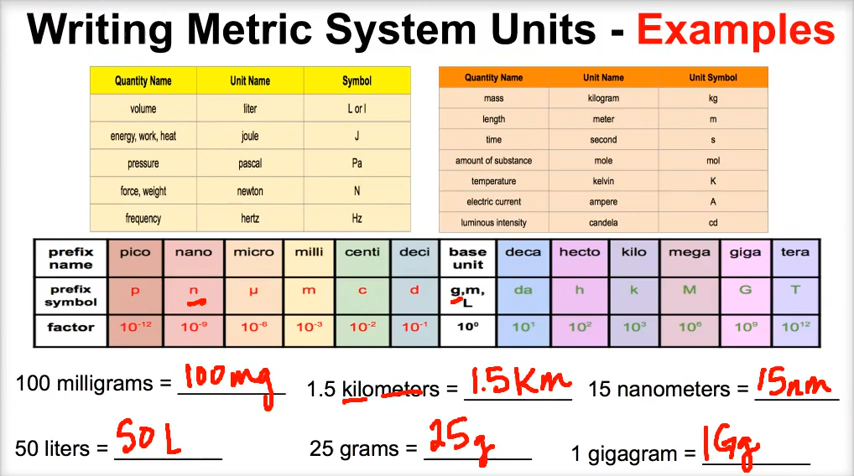 Writing Metric System Units - Examples
Quantity Name Unit Name Symbol
volume liter L or l
energy, work, heat joule J
pressure pascal Pa
force, weight newton N
frequency hertz Hz
Quantity Name Unit Name Unit Symbol
mass kilogram kg
length meter m
time second s
amount of substance mole mol
temperature kelvin K
electric current ampere A
luminous intensity candela cd
prefix name pico nano micro milli centi deci base unit deca hecto kilo mega giga tera
prefix symbol p n μ m c d g,m, L da h k M G T
factor 10⁻¹² 10⁻⁹ 10⁻⁶ 10⁻³ 10⁻² 10⁻¹ 10⁰ 10¹ 10² 10³ 10⁶ 10⁹ 10¹²
100 milligrams = 100mg 1.5 kilometers = 1.5Km 15 nanometers = 15nm
50 liters = 50 L 25 grams = 25g 1 gigagram = 1Gg